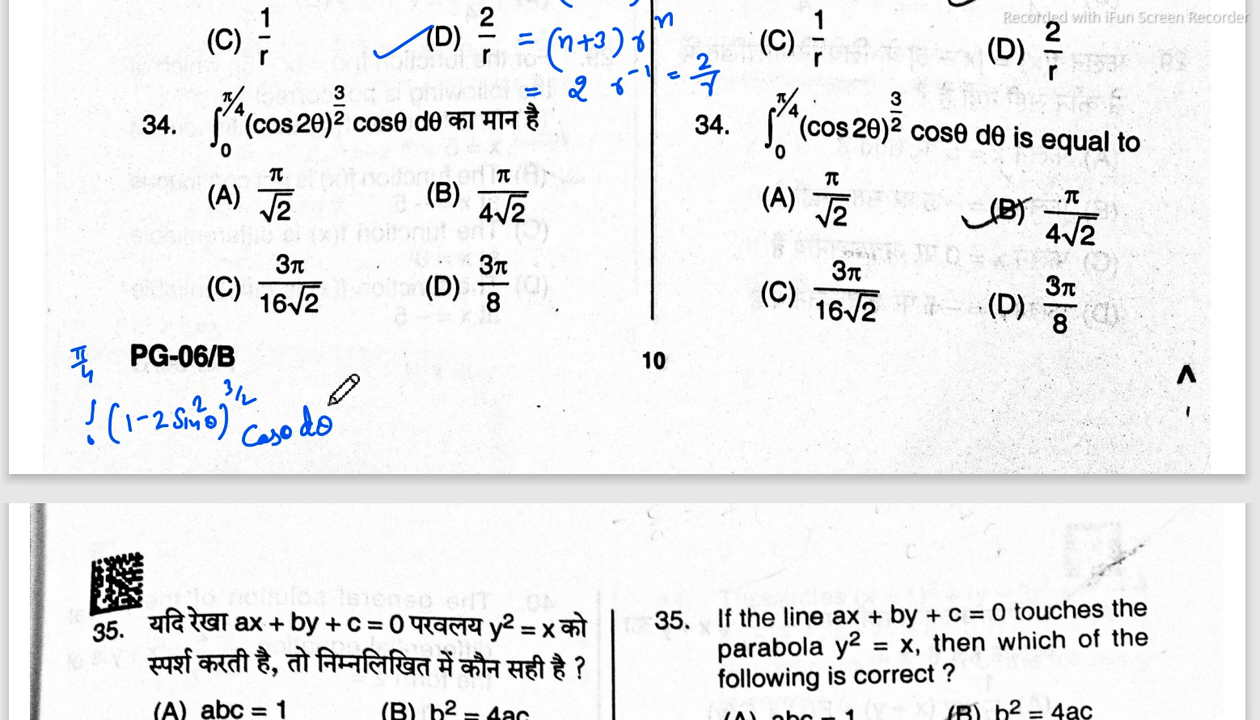 Recorded with iFun Screen Recorder
(C) 1/r (D) 2/r = (n+3) r^n
= 2 r^-1 = 2/r
34. ∫₀^π/4 (cos 2θ)^3/2 cosθ dθ का मान है
(A) π/√2 (B) π/4√2
(C) 3π/16√2 (D) 3π/8
PG-06/B
∫₀^π/4 (1-2 Sin²θ)^3/2 Cosθ dθ
(C) 1/r (D) 2/r
34. ∫₀^π/4 (cos 2θ)^3/2 cosθ dθ is equal to
(A) π/√2 (B) π/4√2
(C) 3π/16√2 (D) 3π/8
10
35. यदि रेखा ax + by + c = 0 परवलय y² = x को
स्पर्श करती है, तो निम्नलिखित में कौन सही है ?
(A) abc = 1 (B) b² = 4ac
35. If the line ax + by + c = 0 touches the
parabola y² = x, then which of the
following is correct ?
(A) abc = 1 (B) b² = 4ac